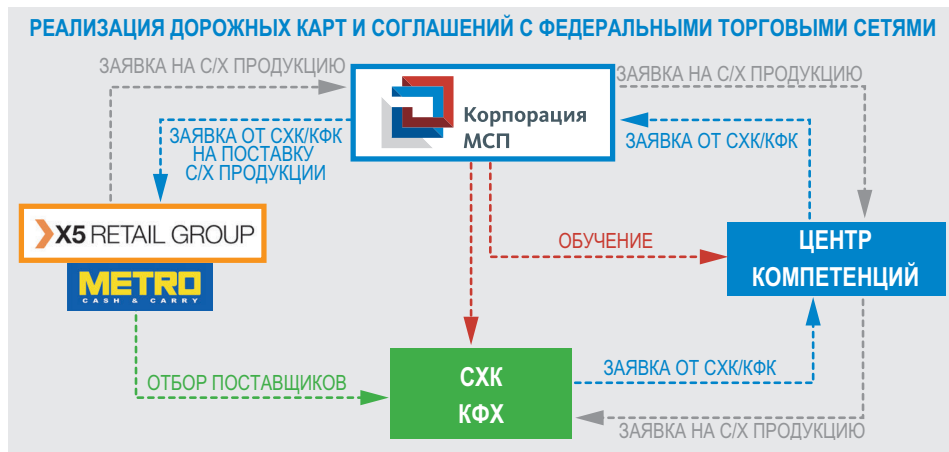 РЕАЛИЗАЦИЯ ДОРОЖНЫХ КАРТ И СОГЛАШЕНИЙ С ФЕДЕРАЛЬНЫМИ ТОРГОВЫМИ СЕТЯМИ
ЗАЯВКА НА С/Х ПРОДУКЦИЮ
ЗАЯВКА НА С/Х ПРОДУКЦИЮ
Корпорация
МСП
ЗАЯВКА ОТ СХК/КФК
НА ПОСТАВКУ
С/Х ПРОДУКЦИИ
ЗАЯВКА ОТ СХК/КФК
X5 RETAIL GROUP
METRO
CASH & CARRY
ОБУЧЕНИЕ
ЦЕНТР
КОМПЕТЕНЦИЙ
ОТБОР ПОСТАВЩИКОВ
СХК
КФХ
ЗАЯВКА ОТ СХК/КФК
ЗАЯВКА НА С/Х ПРОДУКЦИЮ